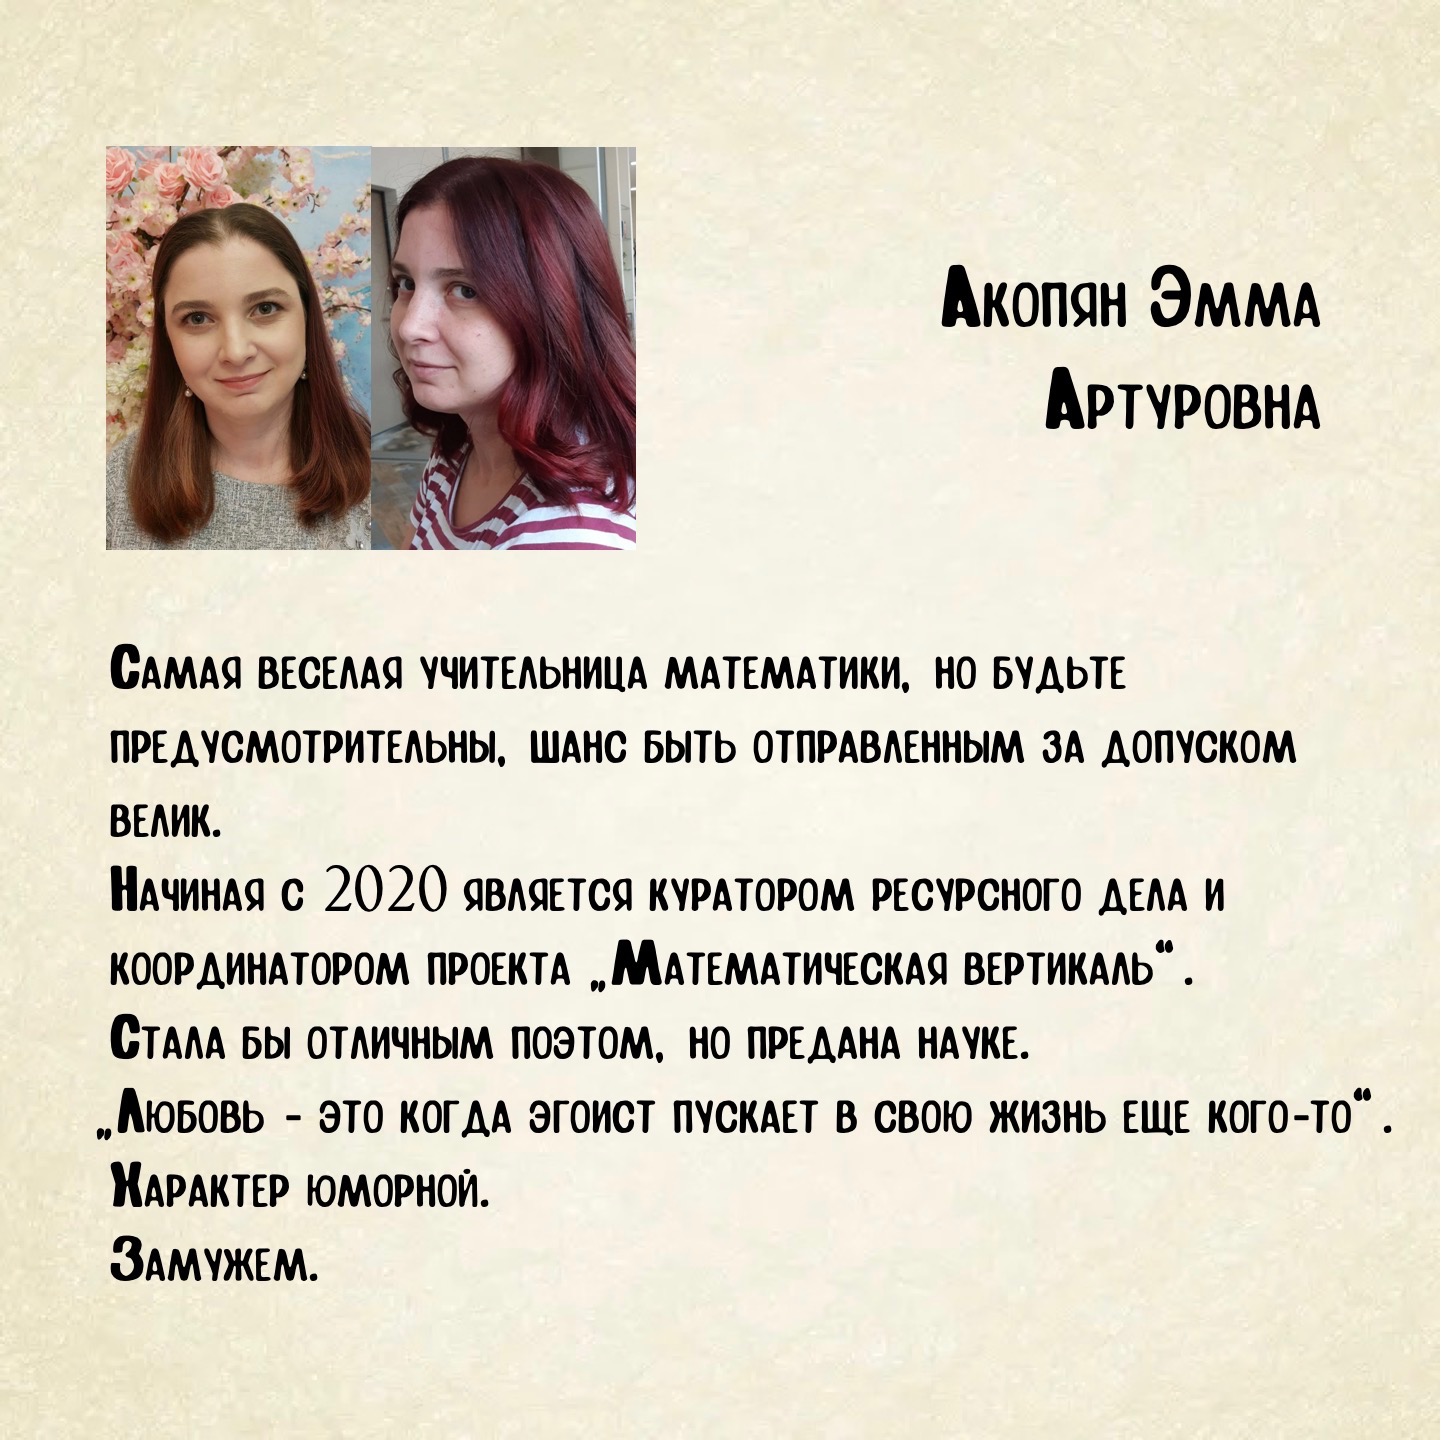 Акопян Эмма
Артуровна
Самая веселая учительница математики, но будьте
предусмотрительны, шанс быть отправленным за допуском
велик.
Начиная с 2020 является куратором ресурсного дела и
координатором проекта „Математическая вертикаль“.
Стала бы отличным поэтом, но предана науке.
„Любовь - это когда эгоист пускает в свою жизнь еще кого-то“.
Характер юморной.
Замужем.